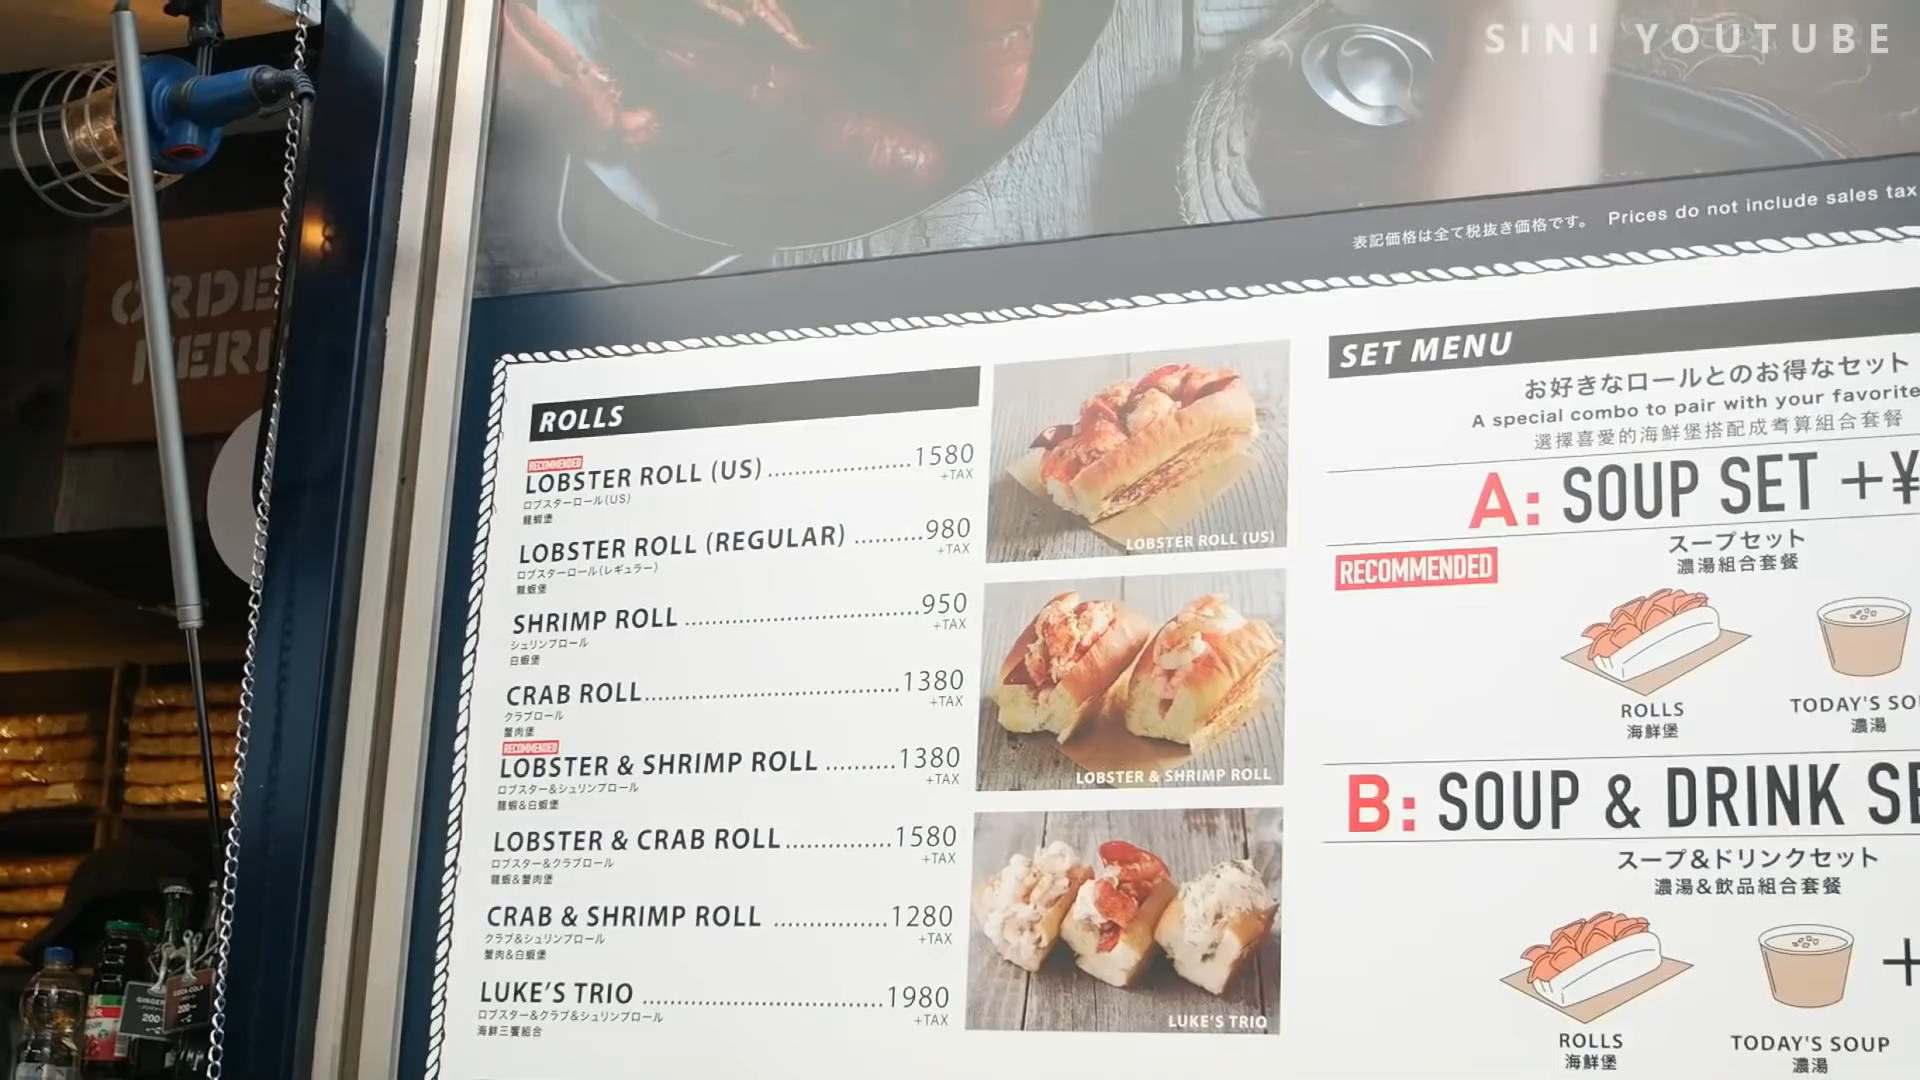 SINI YOUTUBE
ORDE
HERE
表記価格は全て税抜き価格です。 Prices do not include sales tax
ROLLS
RECOMMENDED
LOBSTER ROLL (US) 1580
+TAX
ロブスターロール(US)
龍蝦堡
LOBSTER ROLL (REGULAR) 980
+TAX
ロブスターロール(レギュラー)
龍蝦堡
SHRIMP ROLL 950
+TAX
シュリンプロール
白蝦堡
CRAB ROLL 1380
+TAX
クラブロール
蟹肉堡
RECOMMENDED
LOBSTER & SHRIMP ROLL 1380
+TAX
ロブスター&シュリンプロール
龍蝦&白蝦堡
LOBSTER & CRAB ROLL 1580
+TAX
ロブスター&クラブロール
龍蝦&蟹肉堡
CRAB & SHRIMP ROLL 1280
+TAX
クラブ&シュリンプロール
蟹肉&白蝦堡
LUKE'S TRIO 1980
+TAX
ロブスター&クラブ&シュリンプロール
海鮮三饗組合
LOBSTER ROLL (US)
LOBSTER & SHRIMP ROLL
LUKE'S TRIO
SET MENU
お好きなロールとのお得なセット
A special combo to pair with your favorite
選擇喜愛的海鮮堡搭配成套算組合套餐
A: SOUP SET +¥
スープセット
濃湯組合套餐
RECOMMENDED
ROLLS
海鮮堡
TODAY'S SOU
濃湯
B: SOUP & DRINK SE
スープ&ドリンクセット
濃湯&飲品組合套餐
+
ROLLS
海鮮堡
TODAY'S SOUP
濃湯
GINGER
200
COCA-COLA
200